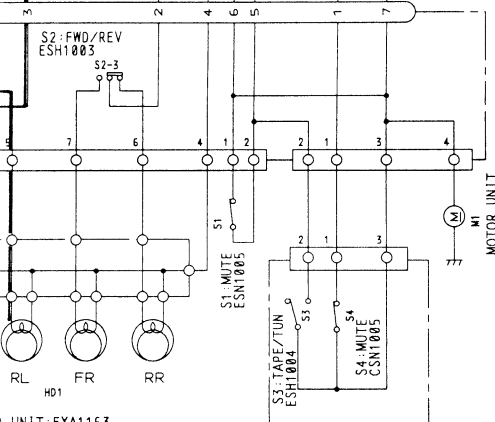 3 2 4 6 5 1 7
S2:FWD/REV
ESH1003
S2-3
5 7 6 4 1 2 2 1 3 4
S1
M
M1
MOTOR UNIT
S1:MUTE
ESN1005
2 1 3
S3:TAPE/TUN
ESH1004
S3
S4
S4:MUTE
CSN1005
RL FR RR
HD1
UNIT:EXA1163